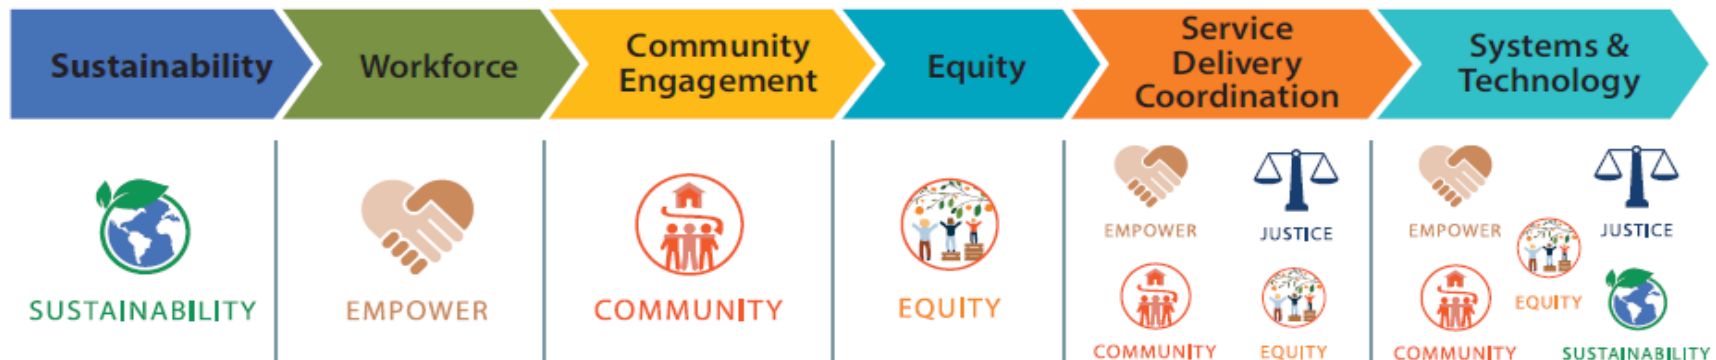 Sustainability
Workforce
Community
Engagement
Equity
Service
Delivery
Coordination
Systems &
Technology
SUSTAINABILITY
EMPOWER
COMMUNITY
EQUITY
EMPOWER
JUSTICE
COMMUNITY
EQUITY
EMPOWER
JUSTICE
EQUITY
COMMUNITY
SUSTAINABILITY